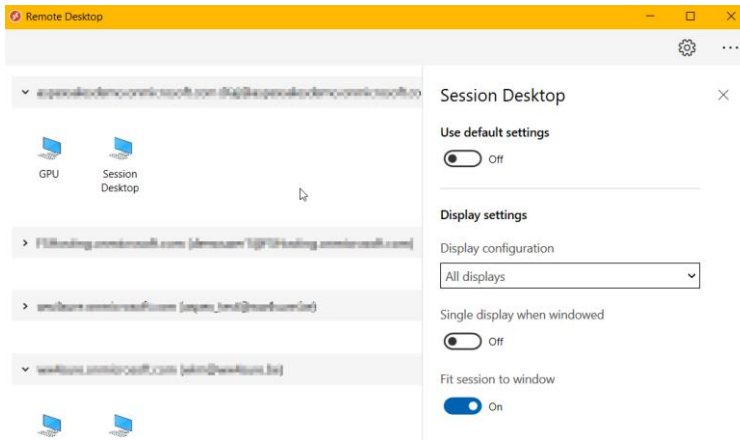 Remote Desktop
Session Desktop
Use default settings
Off
GPU
Session
Desktop
Display settings
Display configuration
All displays
Single display when windowed
Off
Fit session to window
On